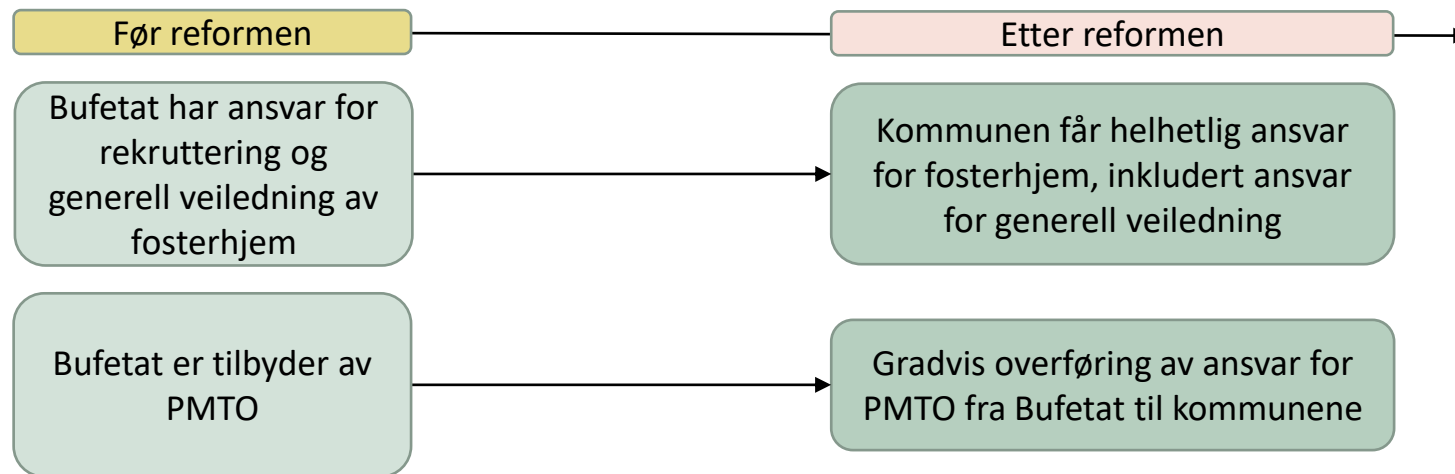 Før reformen
Etter reformen
Bufetat har ansvar for
rekruttering og
generell veiledning av
fosterhjem
Kommunen får helhetlig ansvar
for fosterhjem, inkludert ansvar
for generell veiledning
Bufetat er tilbyder av
PMTO
Gradvis overføring av ansvar for
PMTO fra Bufetat til kommunene